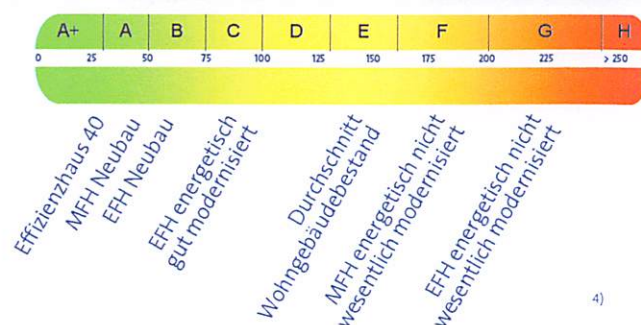 A+ A B C D E F G H
0 25 50 75 100 125 150 175 200 225 > 250
Effizienzhaus 40
MFH Neubau
EFH Neubau
EFH energetisch
gut modernisiert
Durchschnitt
Wohngebäudebestand
MFH energetisch nicht
wesentlich modernisiert
EFH energetisch nicht
wesentlich modernisiert
4)